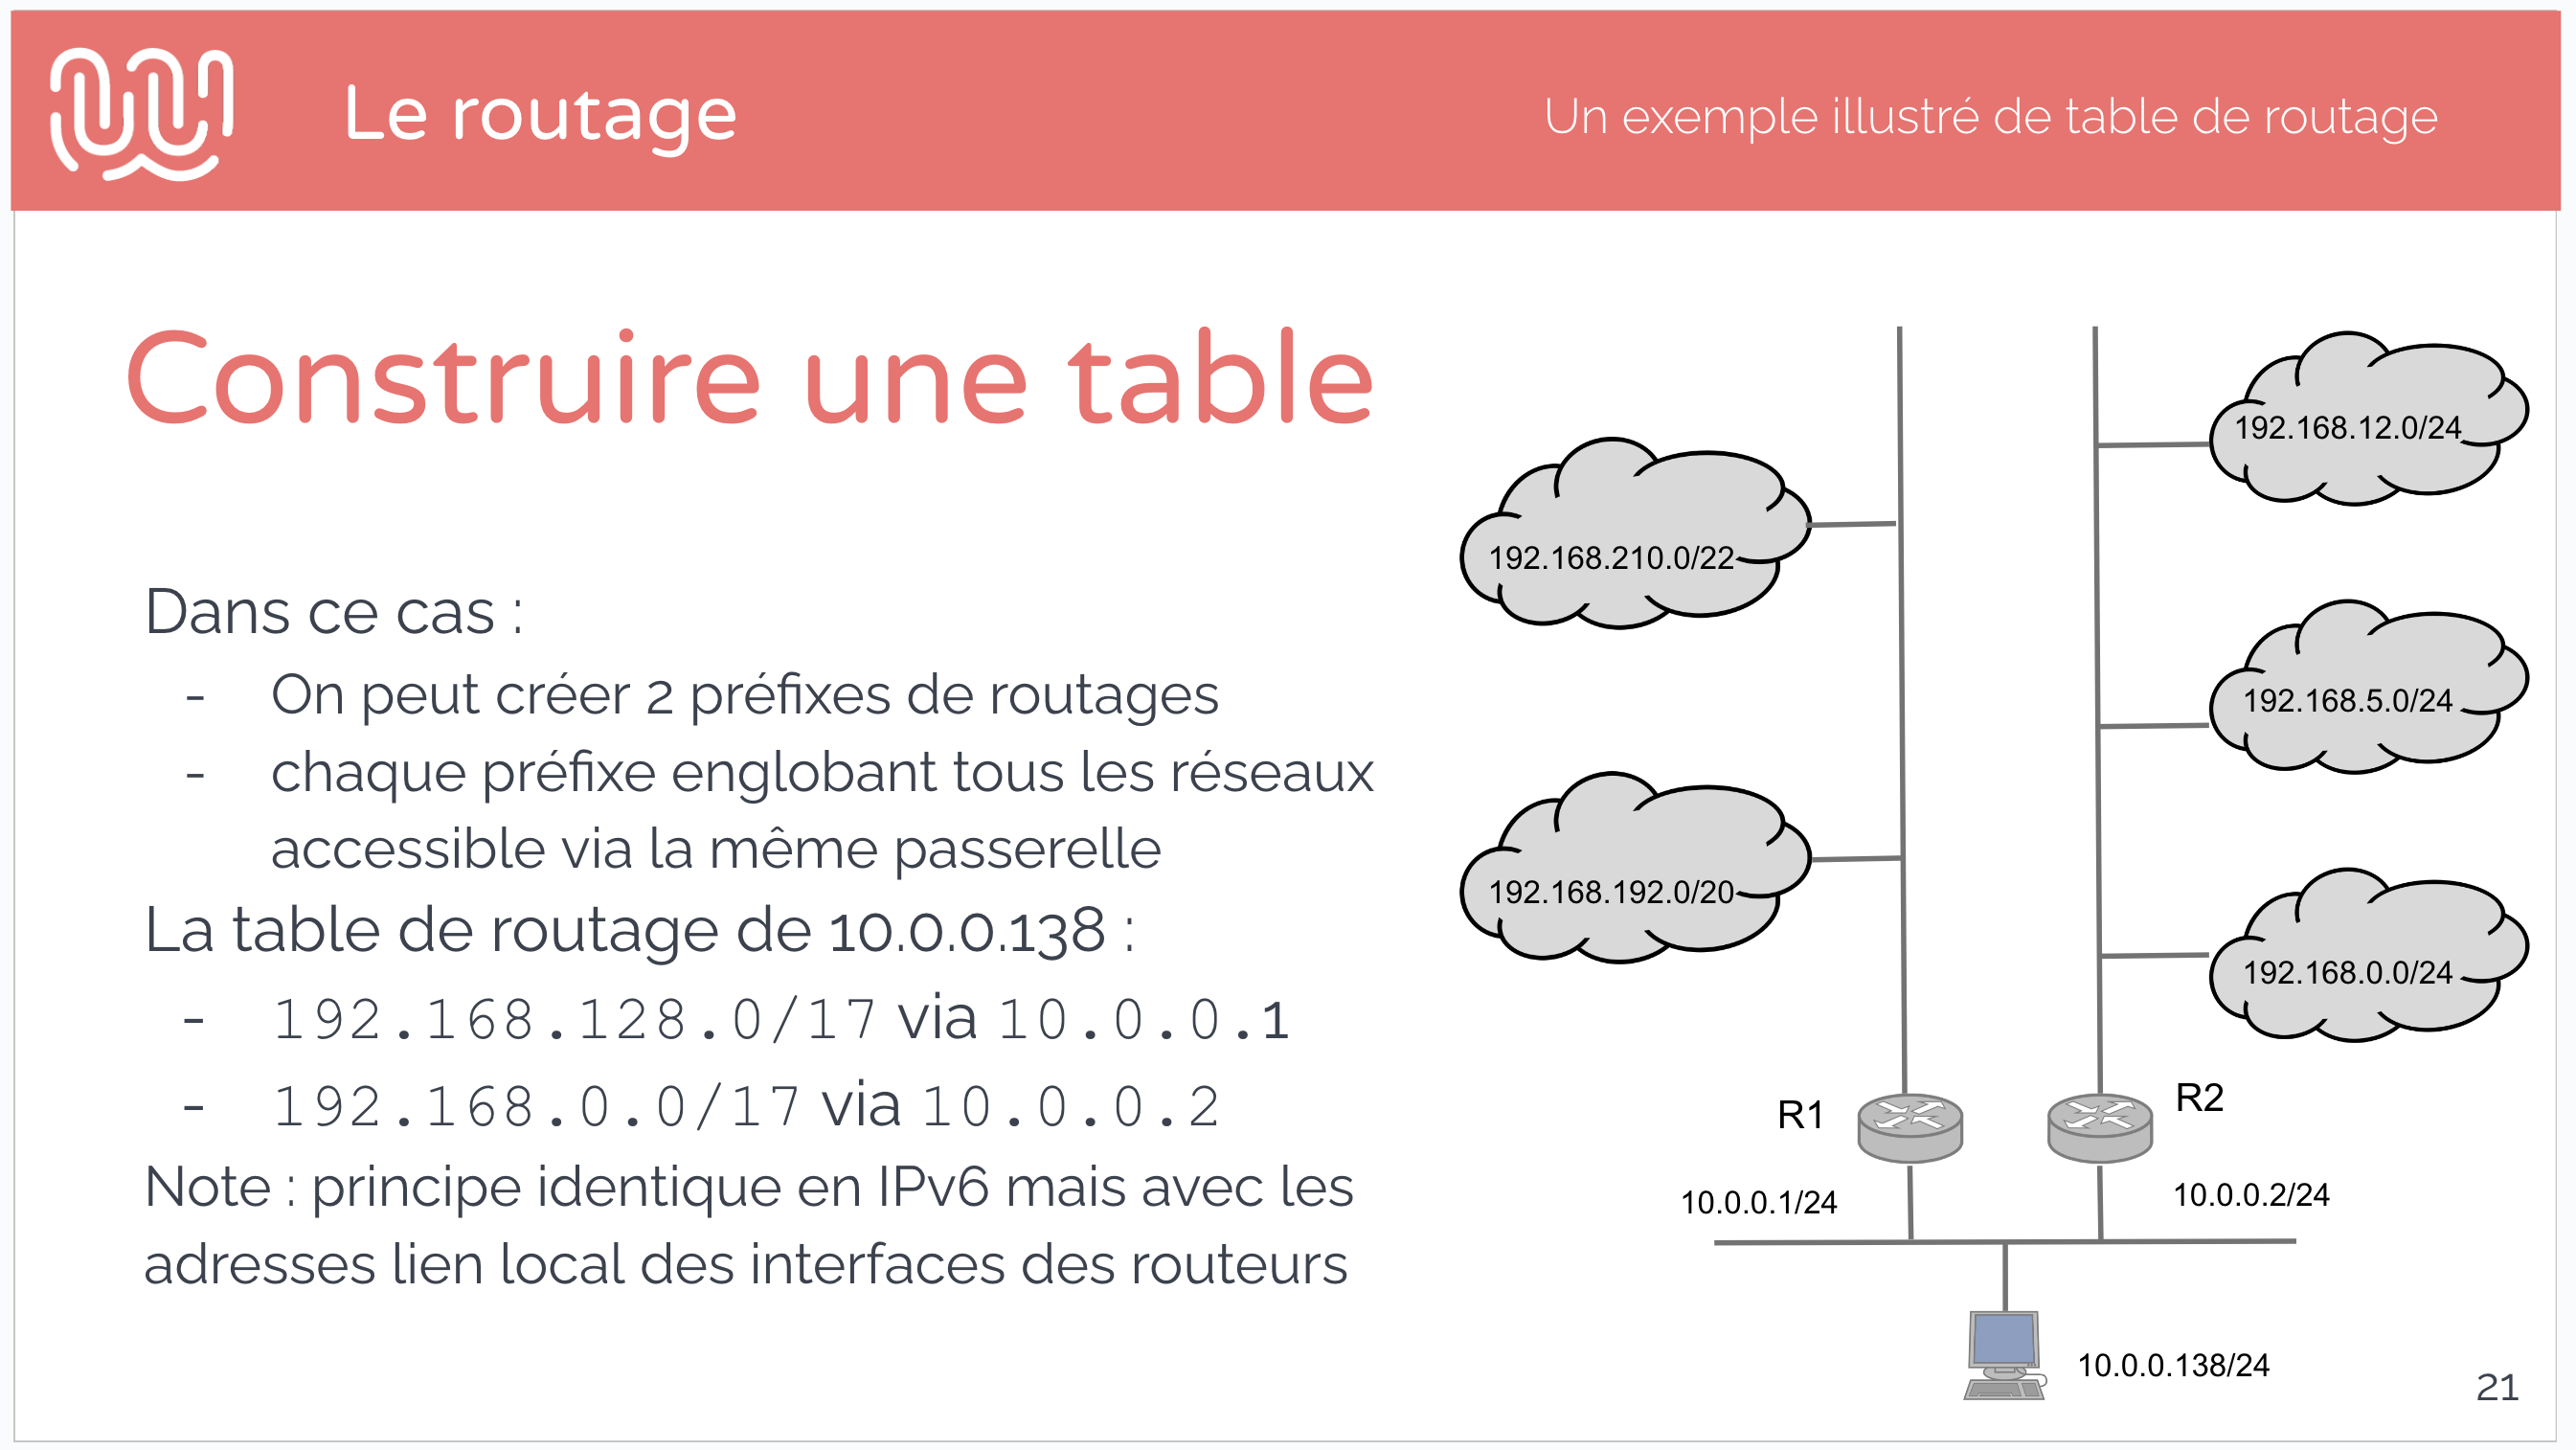 Le routage
Un exemple illustré de table de routage
Construire une table
Dans ce cas :
- On peut créer 2 préfixes de routages
- chaque préfixe englobant tous les réseaux
accessible via la même passerelle
La table de routage de 10.0.0.138 :
- 192.168.128.0/17 via 10.0.0.1
- 192.168.0.0/17 via 10.0.0.2
Note : principe identique en IPv6 mais avec les
adresses lien local des interfaces des routeurs
192.168.12.0/24
192.168.210.0/22
192.168.5.0/24
192.168.192.0/20
192.168.0.0/24
R1
R2
10.0.0.1/24
10.0.0.2/24
10.0.0.138/24
21